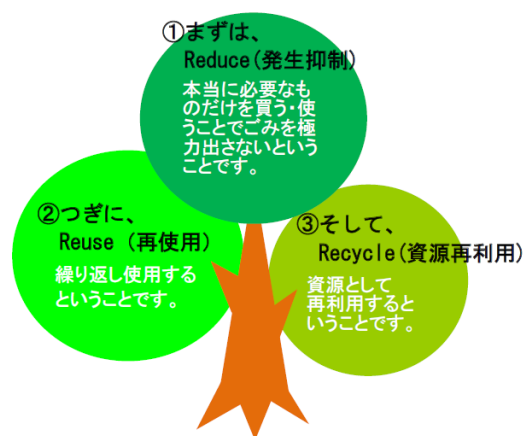 ①まずは、
Reduce(発生抑制)
本当に必要なも
のだけを買う・使
うことでごみを極
力出さないという
ことです。
②つぎに、
Reuse (再使用)
繰り返し使用する
ということです。
③そして、
Recycle(資源再利用)
資源として
再利用すると
いうことです。